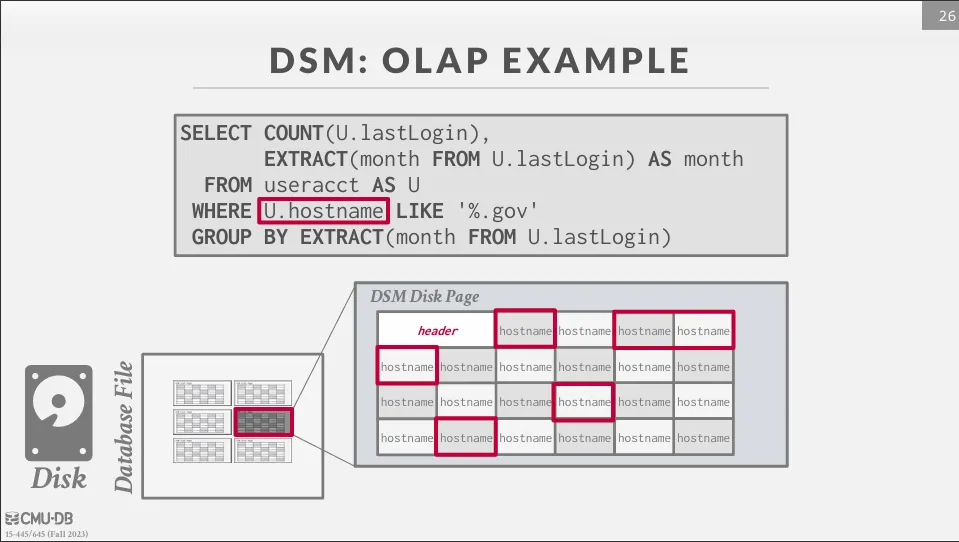 26
DSM: OLAP EXAMPLE
SELECT COUNT(U.lastLogin),
EXTRACT(month FROM U.lastLogin) AS month
FROM useracct AS U
WHERE U.hostname LIKE '%.gov'
GROUP BY EXTRACT(month FROM U.lastLogin)
DSM Disk Page
header hostname hostname hostname hostname
hostname hostname hostname hostname hostname hostname
hostname hostname hostname hostname hostname hostname
hostname hostname hostname hostname hostname hostname
Database File
Disk
CMU·DB
15-445/645 (Fall 2023)